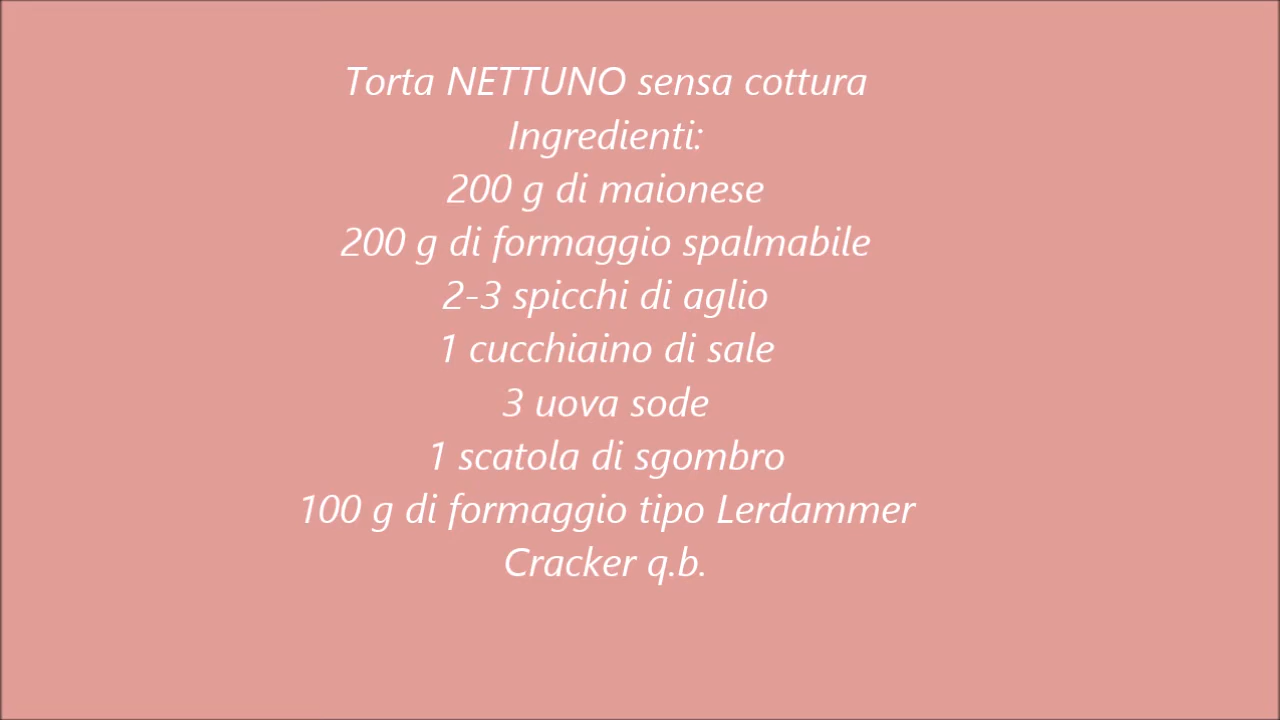 Torta NETTUNO sensa cottura
Ingredienti:
200 g di maionese
200 g di formaggio spalmabile
2-3 spicchi di aglio
1 cucchiaino di sale
3 uova sode
1 scatola di sgombro
100 g di formaggio tipo Lerdammer
Cracker q.b.